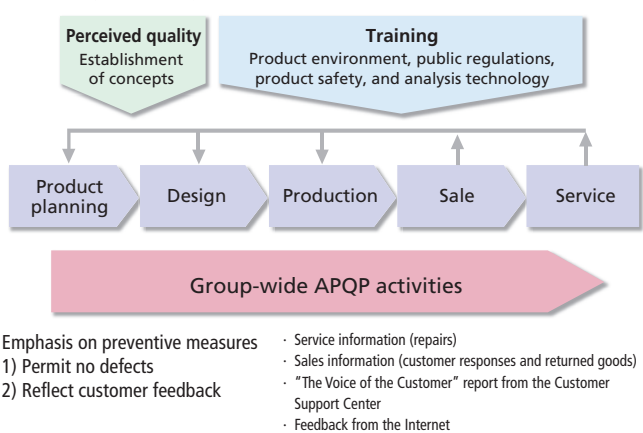 Perceived quality
Establishment
of concepts
Training
Product environment, public regulations,
product safety, and analysis technology
Product
planning
Design
Production
Sale
Service
Group-wide APQP activities
Emphasis on preventive measures
1) Permit no defects
2) Reflect customer feedback
· Service information (repairs)
· Sales information (customer responses and returned goods)
· "The Voice of the Customer" report from the Customer
Support Center
· Feedback from the Internet